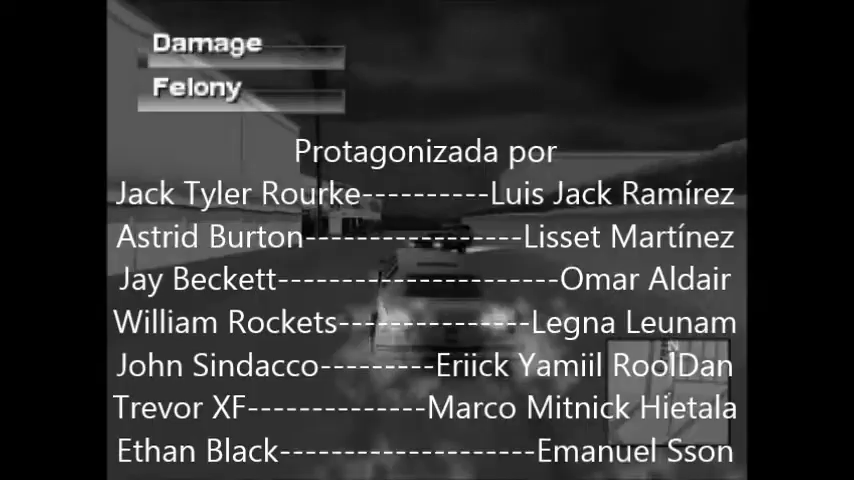 Damage
Felony
Protagonizada por
Jack Tyler Rourke----------Luis Jack Ramírez
Astrid Burton-----------------Lisset Martínez
Jay Beckett----------------------Omar Aldair
William Rockets---------------Legna Leunam
John Sindacco---------Eriick Yamiil RoolDan
Trevor XF--------------Marco Mitnick Hietala
Ethan Black--------------------Emanuel Sson